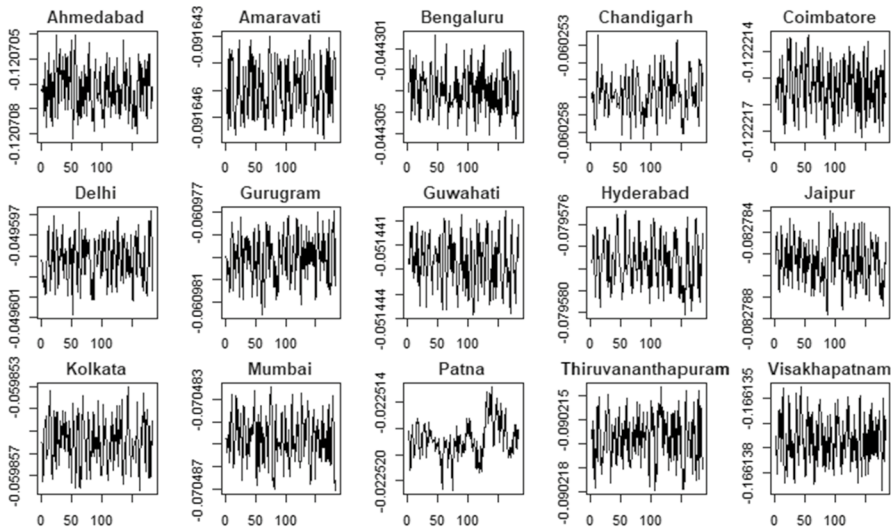 Ahmedabad Amaravati Bengaluru Chandigarh Coimbatore
-0.120705 -0.091643 -0.044301 -0.060253 -0.122214
-0.120708 -0.091646 -0.044305 -0.060258 -0.122217
0 50 100 0 50 100 0 50 100 0 50 100 0 50 100
Delhi Gurugram Guwahati Hyderabad Jaipur
-0.049597 -0.060977 -0.051441 -0.079576 -0.082784
-0.049601 -0.060981 -0.051444 -0.079580 -0.082788
0 50 100 0 50 100 0 50 100 0 50 100 0 50 100
Kolkata Mumbai Patna Thiruvananthapuram Visakhapatnam
-0.059853 -0.070483 -0.022514 -0.090215 -0.166135
-0.059857 -0.070487 -0.022520 -0.090218 -0.166138
0 50 100 0 50 100 0 50 100 0 50 100 0 50 100